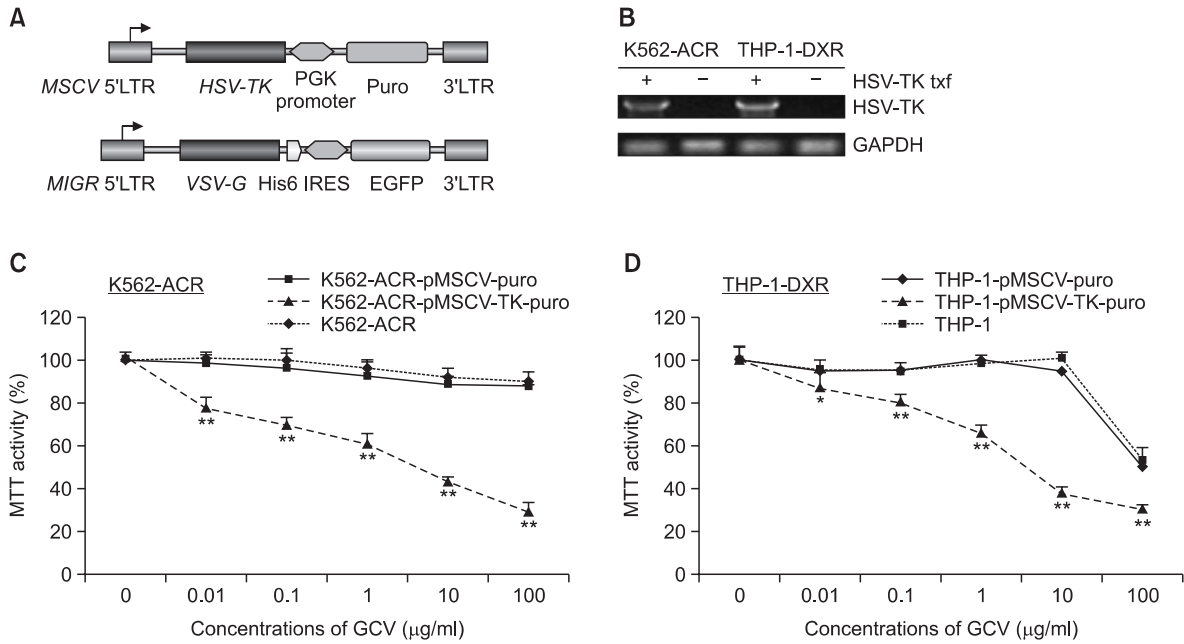 A
MSCV 5'LTR HSV-TK PGK promoter Puro 3'LTR
MIGR 5'LTR VSV-G His6 IRES EGFP 3'LTR
B
K562-ACR THP-1-DXR
+ − + − HSV-TK txf
HSV-TK
GAPDH
C
K562-ACR
K562-ACR-pMSCV-puro
K562-ACR-pMSCV-TK-puro
K562-ACR
MTT activity (%)
120
100
80
60
40
20
0
** ** ** ** **
0 0.01 0.1 1 10 100
Concentrations of GCV (μg/ml)
D
THP-1-DXR
THP-1-pMSCV-puro
THP-1-pMSCV-TK-puro
THP-1
MTT activity (%)
120
100
80
60
40
20
0
* ** ** ** **
0 0.01 0.1 1 10 100
Concentrations of GCV (μg/ml)